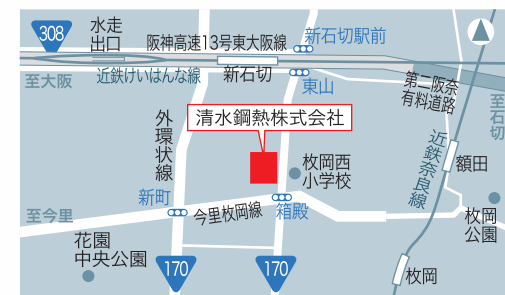 308
水走
出口
阪神高速13号東大阪線
新石切駅前
至大阪
近鉄けいはんな線
新石切
東山
第二阪奈
有料道路
至石切
清水鋼熱株式会社
外環状線
近鉄奈良線
額田
枚岡西
小学校
新町
今里枚岡線
箱殿
至今里
枚岡
公園
花園
中央公園
170
170
枚岡